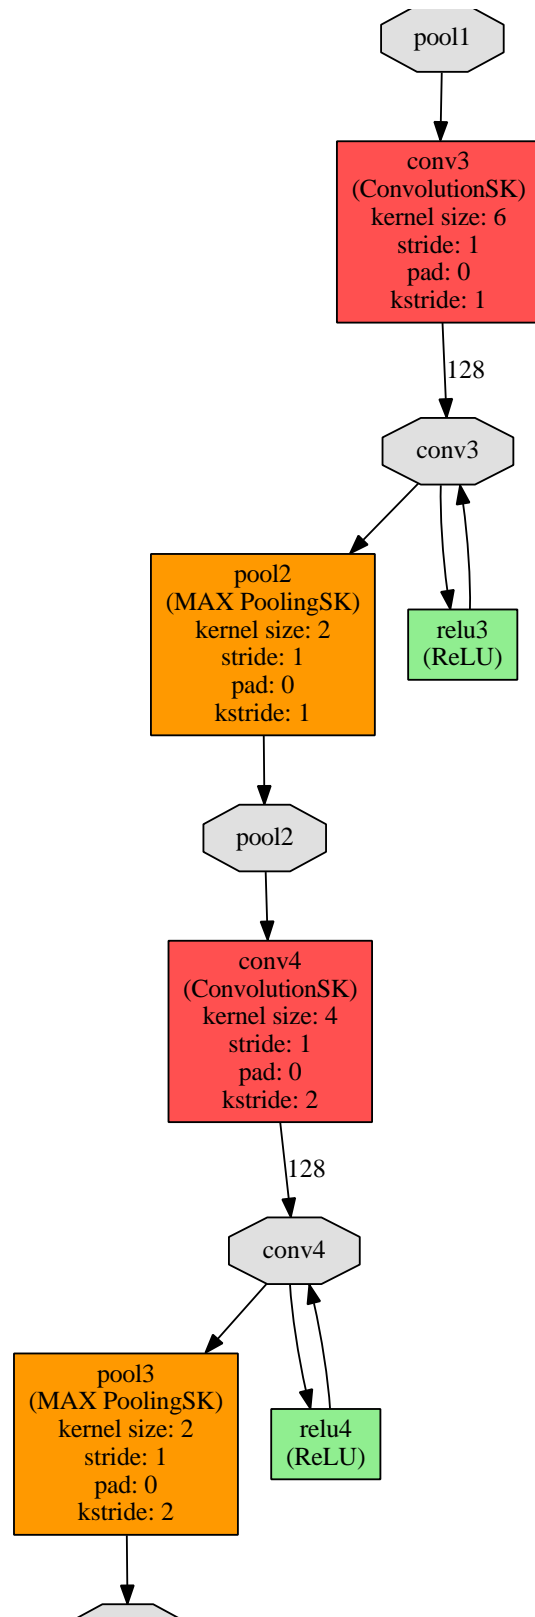 pool1
conv3
(ConvolutionSK)
kernel size: 6
stride: 1
pad: 0
kstride: 1
128
conv3
pool2
(MAX PoolingSK)
kernel size: 2
stride: 1
pad: 0
kstride: 1
relu3
(ReLU)
pool2
conv4
(ConvolutionSK)
kernel size: 4
stride: 1
pad: 0
kstride: 2
128
conv4
pool3
(MAX PoolingSK)
kernel size: 2
stride: 1
pad: 0
kstride: 2
relu4
(ReLU)